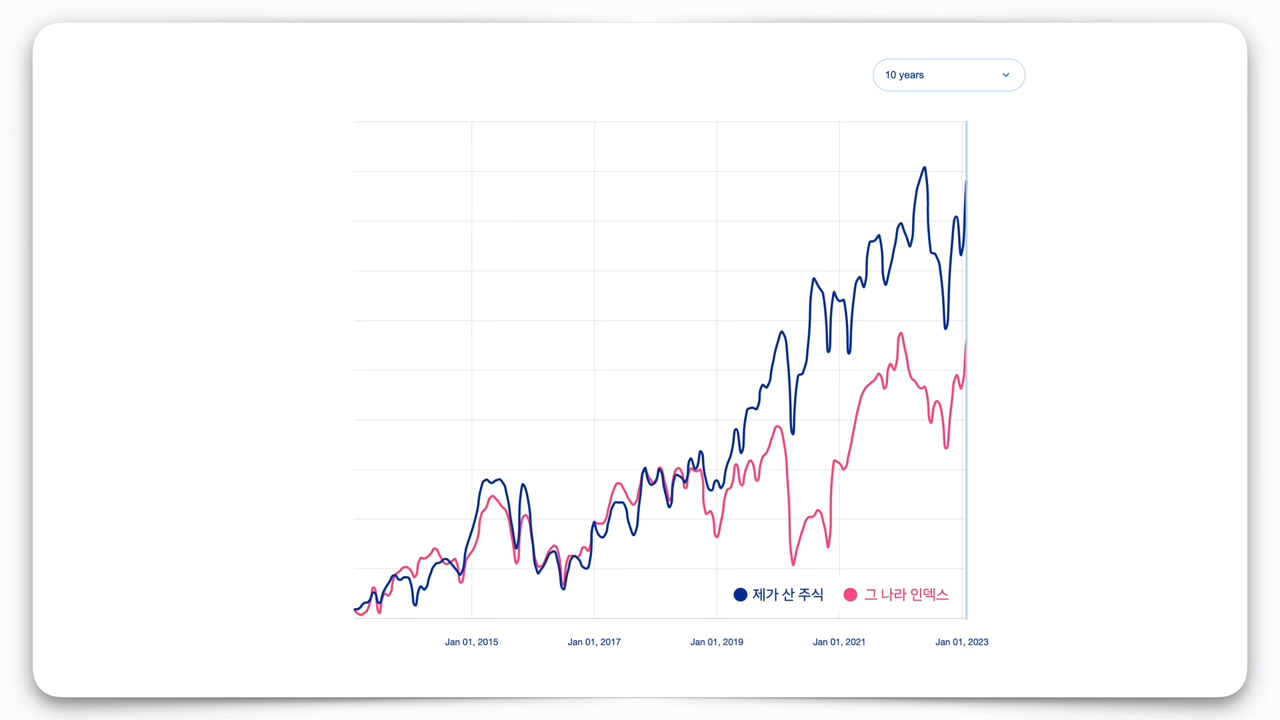 10 years
제가 산 주식
그 나라 인덱스
Jan 01, 2015
Jan 01, 2017
Jan 01, 2019
Jan 01, 2021
Jan 01, 2023